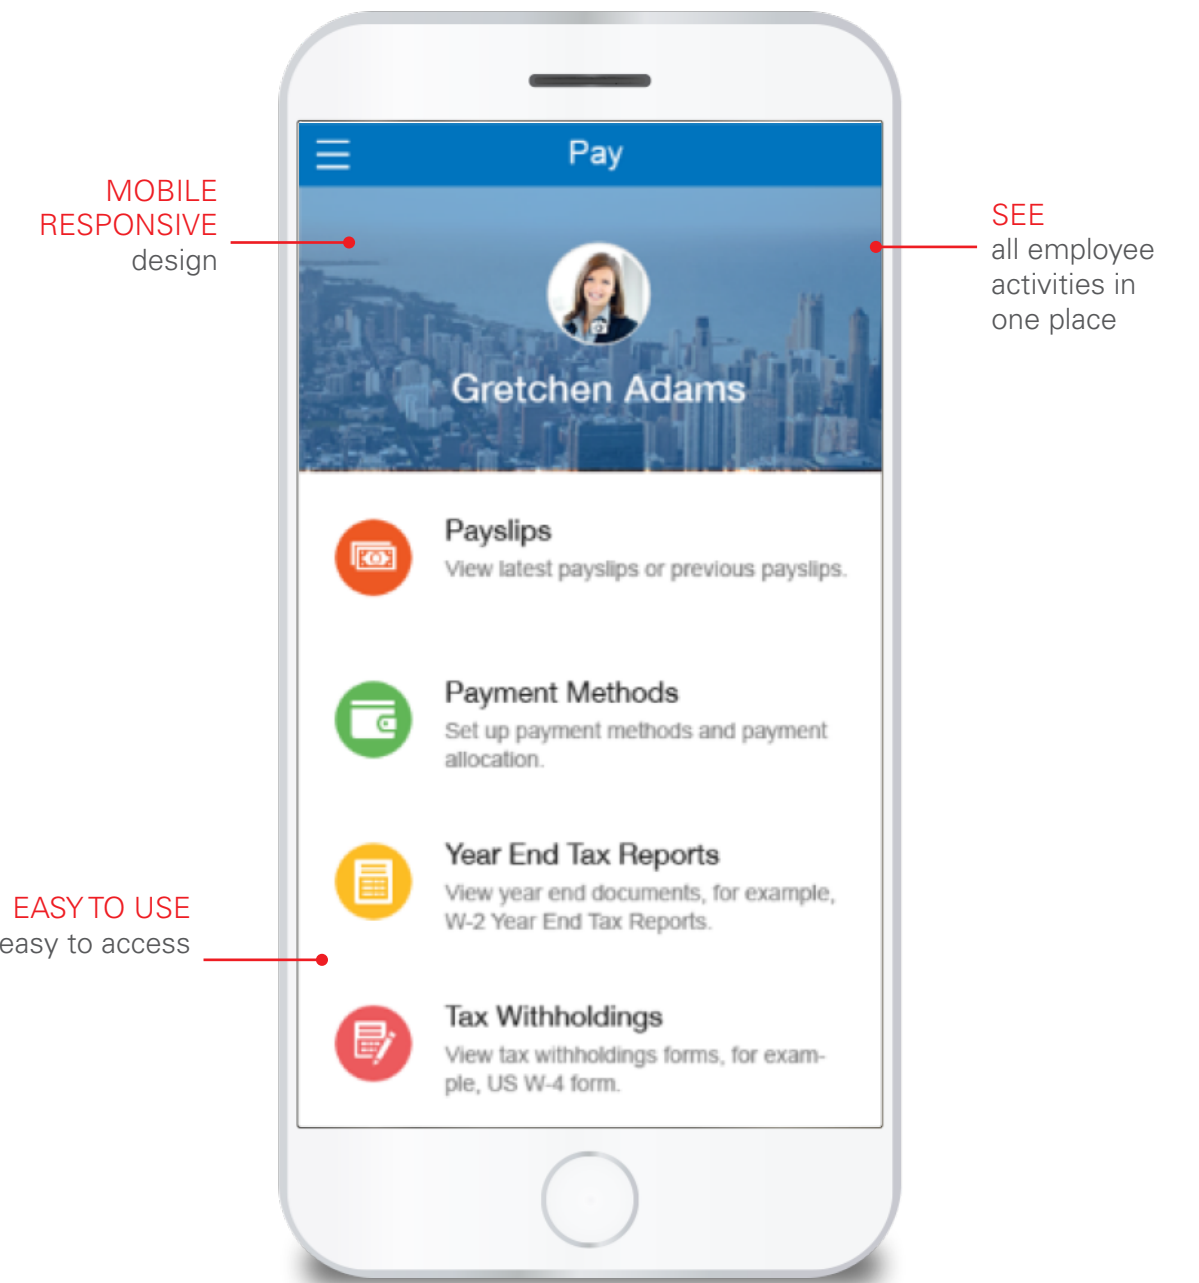 Pay
MOBILE
RESPONSIVE
design
SEE
all employee
activities in
one place
Gretchen Adams
Payslips
View latest payslips or previous payslips.
Payment Methods
Set up payment methods and payment
allocation.
Year End Tax Reports
View year end documents, for example,
W-2 Year End Tax Reports.
EASY TO USE
easy to access
Tax Withholdings
View tax withholdings forms, for exam-
ple, US W-4 form.